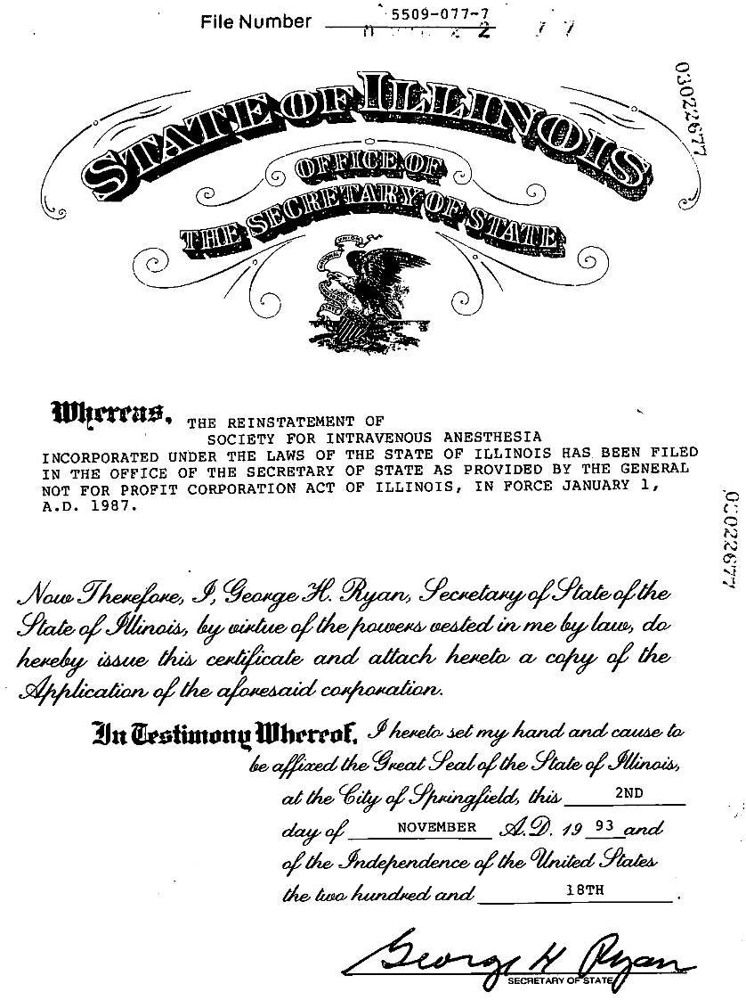 File Number 5509-077-7
03022677
STATE OF ILLINOIS
OFFICE OF
THE SECRETARY OF STATE
Whereas, THE REINSTATEMENT OF
SOCIETY FOR INTRAVENOUS ANESTHESIA
INCORPORATED UNDER THE LAWS OF THE STATE OF ILLINOIS HAS BEEN FILED
IN THE OFFICE OF THE SECRETARY OF STATE AS PROVIDED BY THE GENERAL
NOT FOR PROFIT CORPORATION ACT OF ILLINOIS, IN FORCE JANUARY 1,
A.D. 1987.
03022677
Now Therefore, I, George H. Ryan, Secretary of State of the
State of Illinois, by virtue of the powers vested in me by law, do
hereby issue this certificate and attach hereto a copy of the
Application of the aforesaid corporation.
In Testimony Whereof, I hereto set my hand and cause to
be affixed the Great Seal of the State of Illinois,
at the City of Springfield, this 2ND
day of NOVEMBER A.D. 19 93 and
of the Independence of the United States
the two hundred and 18TH.
George H Ryan
SECRETARY OF STATE